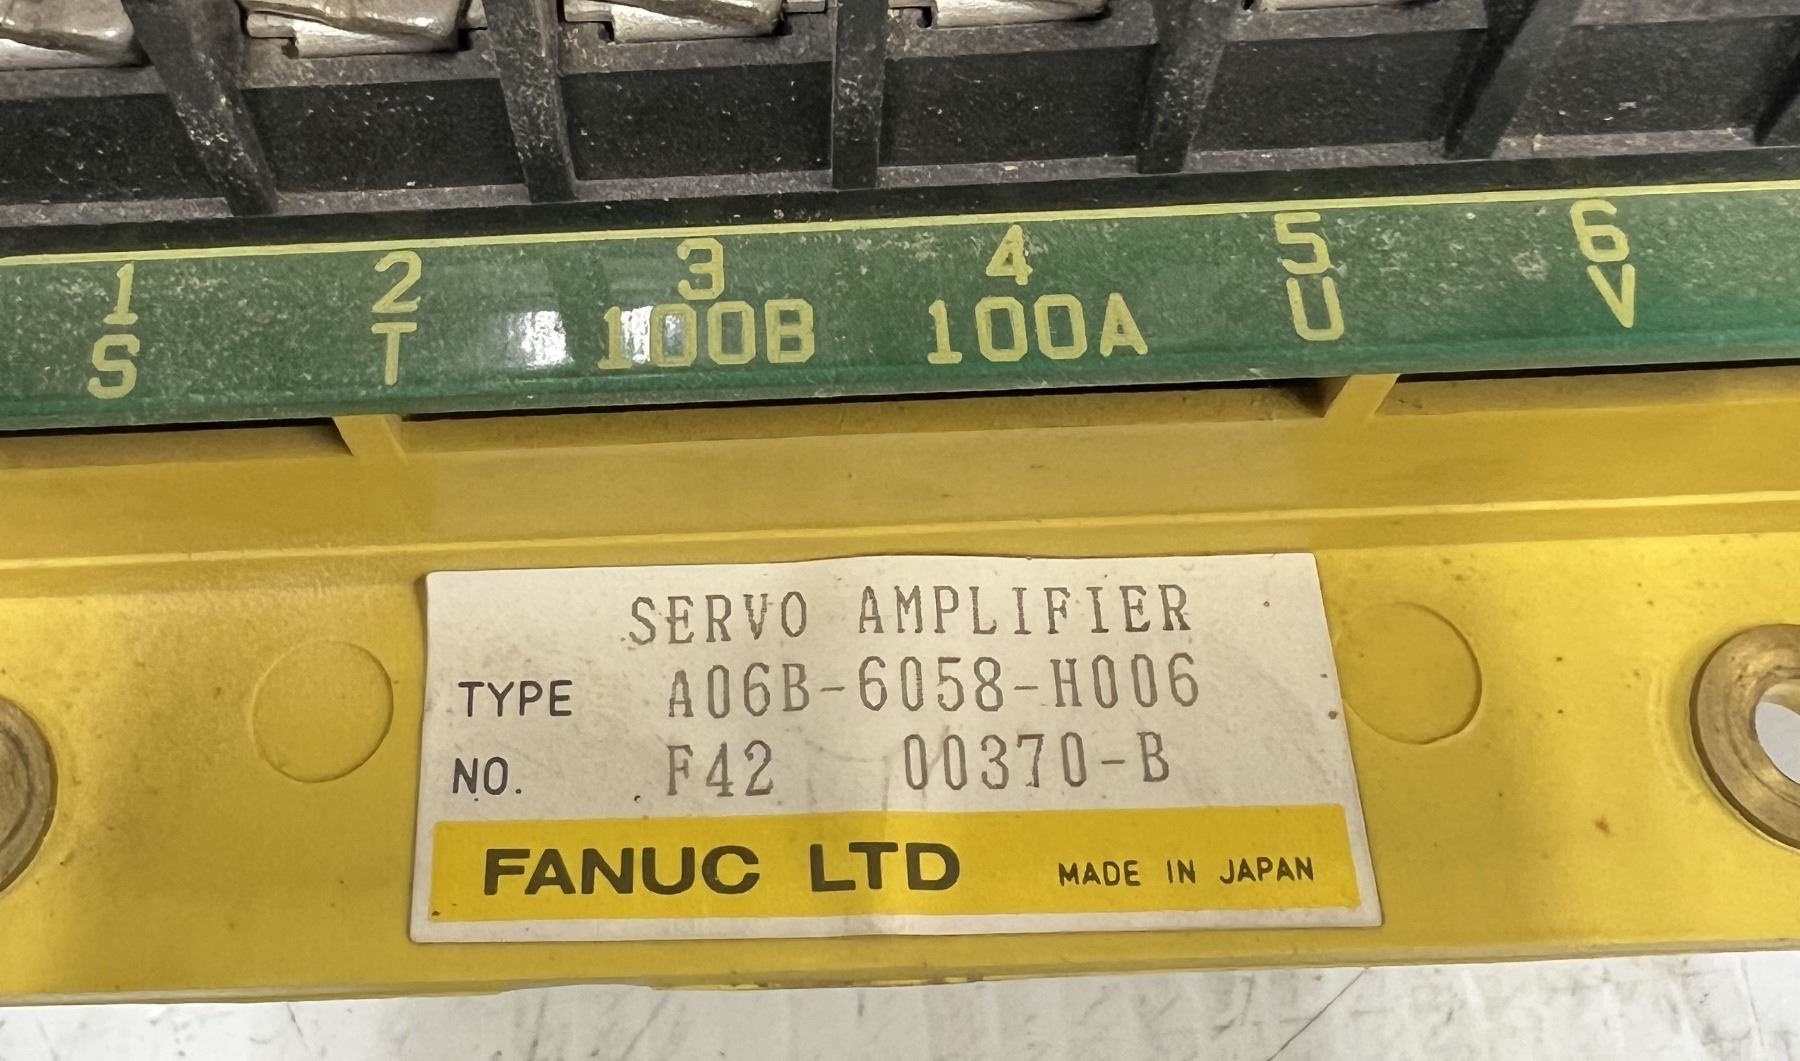 1 2 3 4 5 6
S T 100B 100A U V
SERVO AMPLIFIER
TYPE A06B-6058-H006
NO. F42 00370-B
FANUC LTD MADE IN JAPAN